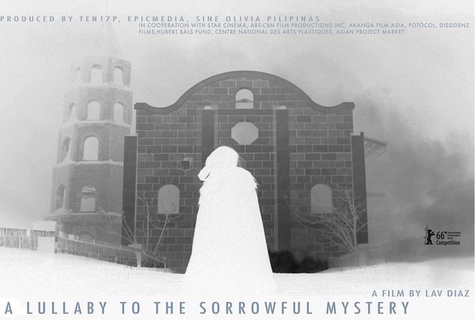 PRODUCED BY TEN17P, EPICMEDIA, SINE OLIVIA PILIPINAS
IN COOPERATION WITH STAR CINEMA, ABS-CBN FILM PRODUCTIONS INC, AKANGA FILM ASIA, POTOCOL, DISSIDENZ
FILMS, HUBERT BALS FUND, CENTRE NATIONAL DES ARTS PLASTIQUES, ASIAN PROJECT MARKET
66
Competition
A FILM BY LAV DIAZ
A LULLABY TO THE SORROWFUL MYSTERY